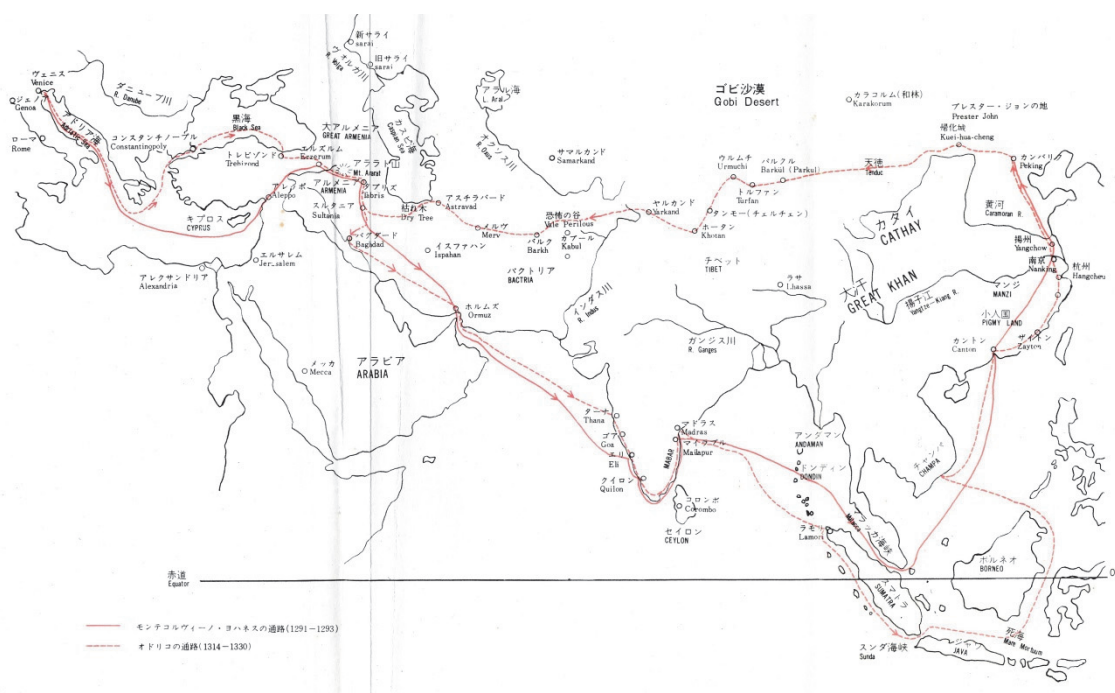 新サライ
sarai
ヴォルガ川
R. Volga
旧サライ
sarai
ヴェニス
Venice
ジェノア
Genoa
ダニューブ川
R. Danube
アドリア海
Adriatic Sea
ローマ
Rome
コンスタンチノープル
Constantinopoly
黒海
Black Sea
トレビゾンド
Trebizond
大アルメニア
GREAT ARMENIA
エルズルム
Erzerum
カスピ海
Caspian Sea
アララト山
Mt. Ararat
アルメニア
ARMENIA
タブリズ
Tabris
スルタニア
Sultania
アレッポ
Aleppo
キプロス
CYPRUS
バグダード
Baghdad
枯れ木
Dry Tree
アスチラバード
Astravad
メルヴ
Merv
イスファハン
Ispahan
アラル海
L. Aral
オクシス川
R. Oxus
サマルカンド
Samarkand
恐怖の谷
Vale Perilous
バルク
Barkh
カブール
Kabul
バクトリア
BACTRIA
インダス川
R. Indus
ヤルカンド
Yarkand
ホータン
Khotan
タンモー(チェルチェン)
ウルムチ
Urmuchi
トルファン
Turfan
バルクル
Barkul (Parkul)
ゴビ沙漠
Gobi Desert
カラコルム(和林)
Karakorum
プレスター・ジョンの地
Prester John
帰化城
Kuei-hua-cheng
天徳
Tenduc
カンバリク
Peking
カタイ
CATHAY
黄河
Caramoran R.
揚州
Yangchow
南京
Nanking
杭州
Hangcheu
大汗
GREAT KHAN
揚子江
Yangtze-Kiang R.
マンジ
MANZI
小人国
PIGMY LAND
カントン
Canton
ザイトン
Zayton
チベット
TIBET
ラサ
Lhassa
ガンジス川
R. Ganges
アレクサンドリア
Alexandria
エルサレム
Jerusalem
メッカ
Mecca
アラビア
ARABIA
ホルムズ
Ormuz
ターナ
Thana
ゴア
Goa
エリ
Eli
クイロン
Quilon
マドラス
Madras
マイラプル
Mailapur
MABAR
コロンボ
Corombo
セイロン
CEYLON
アンダマン
ANDAMAN
ドンディン
DONDIN
ラモリ
Lamori
マラッカ海峡
Malacca
チャンパ
CHAMPA
スマトラ
SUMATRA
ボルネオ
BORNEO
赤道
Equator
0
死海
Mare Mortuum
スンダ海峡
Sunda
ジャワ
JAVA
モンテコルヴィーノ・ヨハネスの通路(1291−1293)
オドリコの通路(1314−1330)